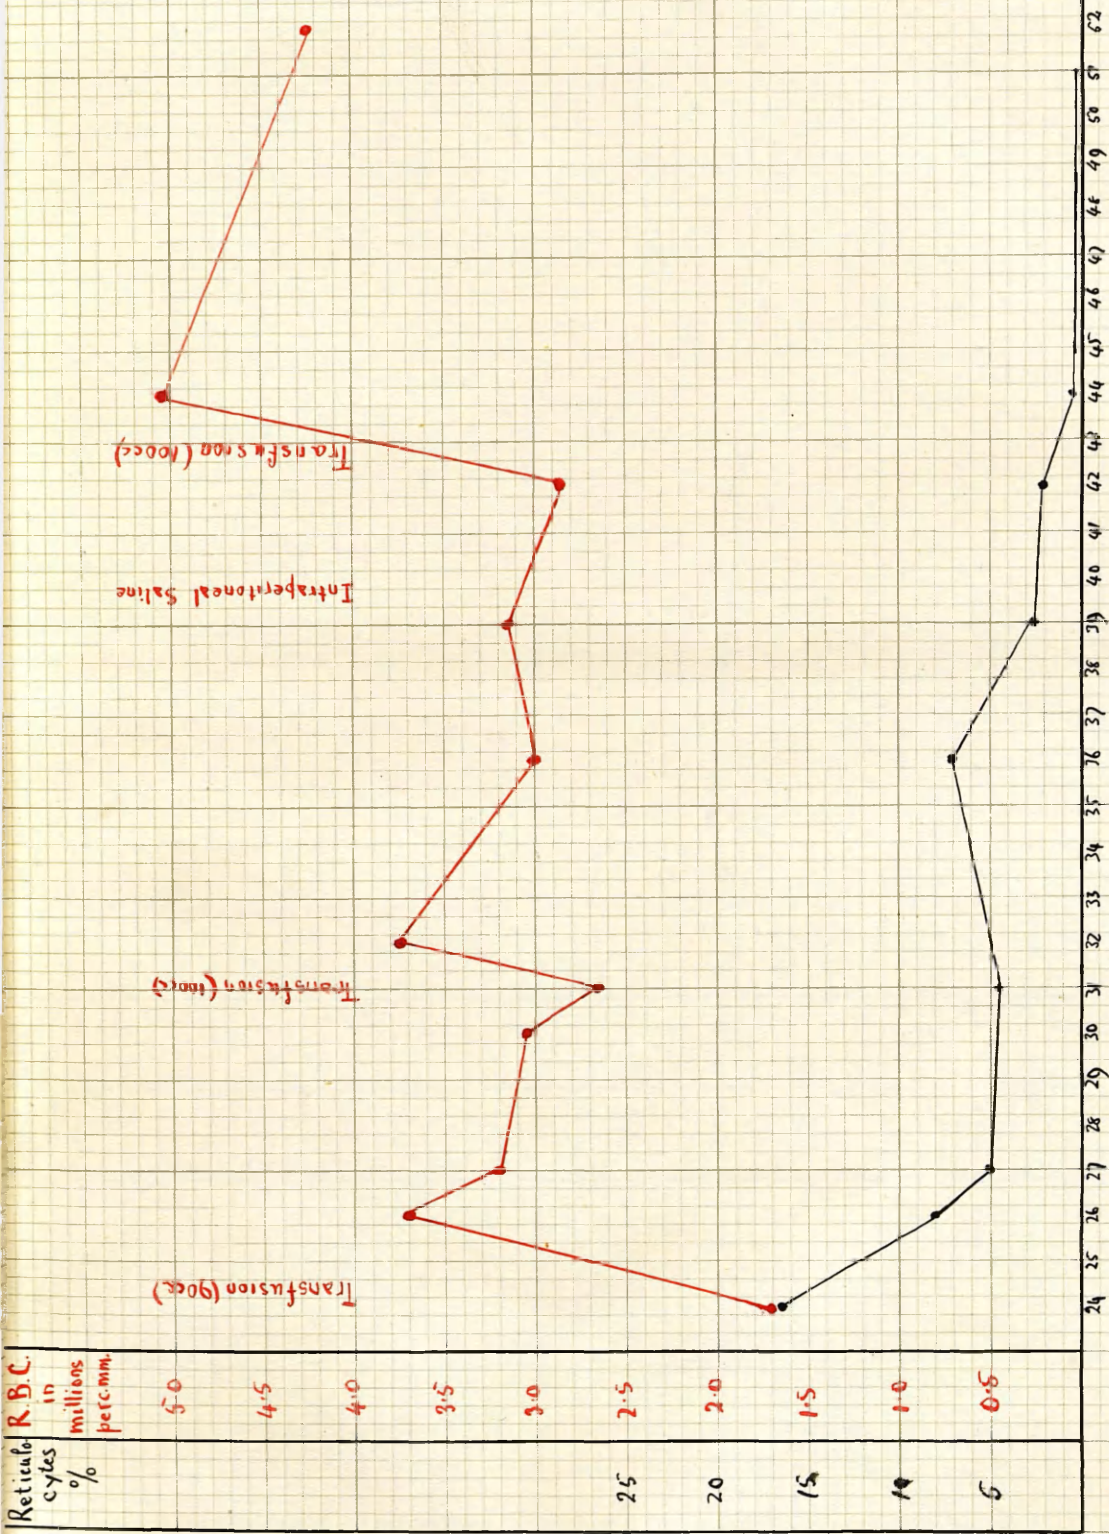 Reticulo-
cytes
%
R.B.C.
in
millions
per c.mm.
5.0
4.5
4.0
3.5
3.0
2.5
2.0
1.5
1.0
0.5
25
20
15
10
5
Transfusion (90cc)
Transfusion (100cc)
Intraperitoneal Saline
Transfusion (100cc)
24 25 26 27 28 29 30 31 32 33 34 35 36 37 38 39 40 41 42 43 44 45 46 47 48 49 50 51 62